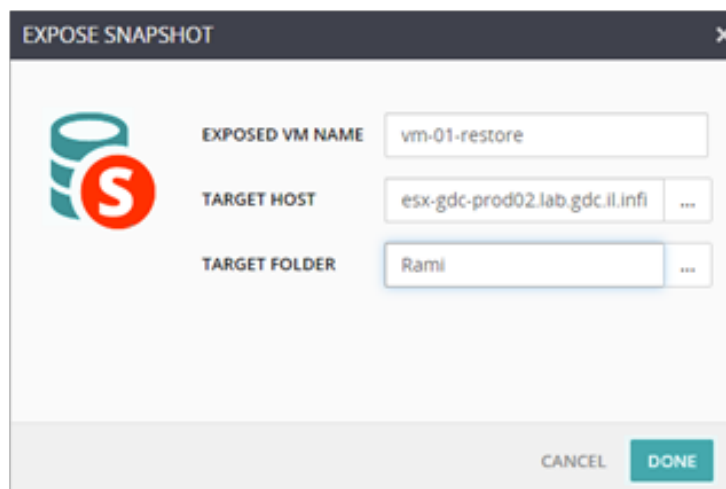 EXPOSE SNAPSHOT
S
EXPOSED VM NAME vm-01-restore
TARGET HOST esx-gdc-prod02.lab.gdc.il.infi ...
TARGET FOLDER Rami ...
CANCEL DONE